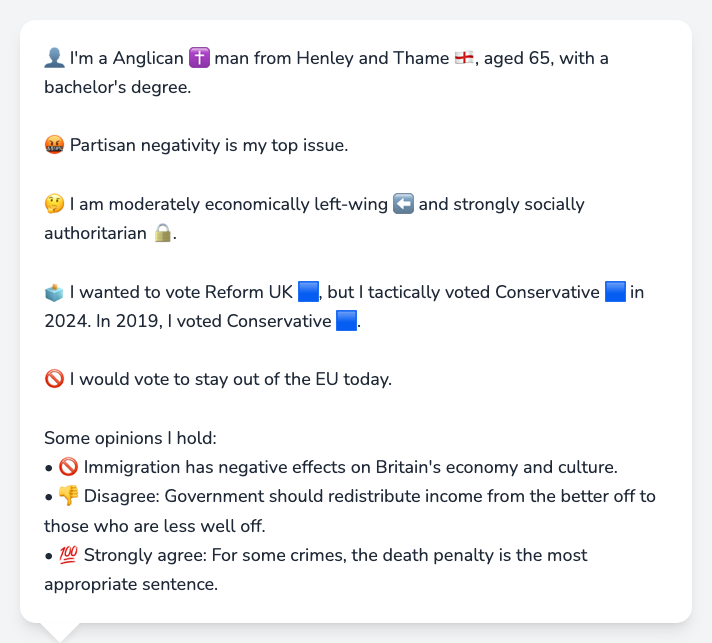 👤 I'm a Anglican ✝️ man from Henley and Thame 🏴󠁧󠁢󠁥󠁮󠁧󠁿, aged 65, with a
bachelor's degree.
🤬 Partisan negativity is my top issue.
🤔 I am moderately economically left-wing ⬅️ and strongly socially
authoritarian 🔒.
🗳️ I wanted to vote Reform UK 🟦, but I tactically voted Conservative 🟦 in
2024. In 2019, I voted Conservative 🟦.
🚫 I would vote to stay out of the EU today.
Some opinions I hold:
• 🚫 Immigration has negative effects on Britain's economy and culture.
• 👎 Disagree: Government should redistribute income from the better off to
those who are less well off.
• 💯 Strongly agree: For some crimes, the death penalty is the most
appropriate sentence.